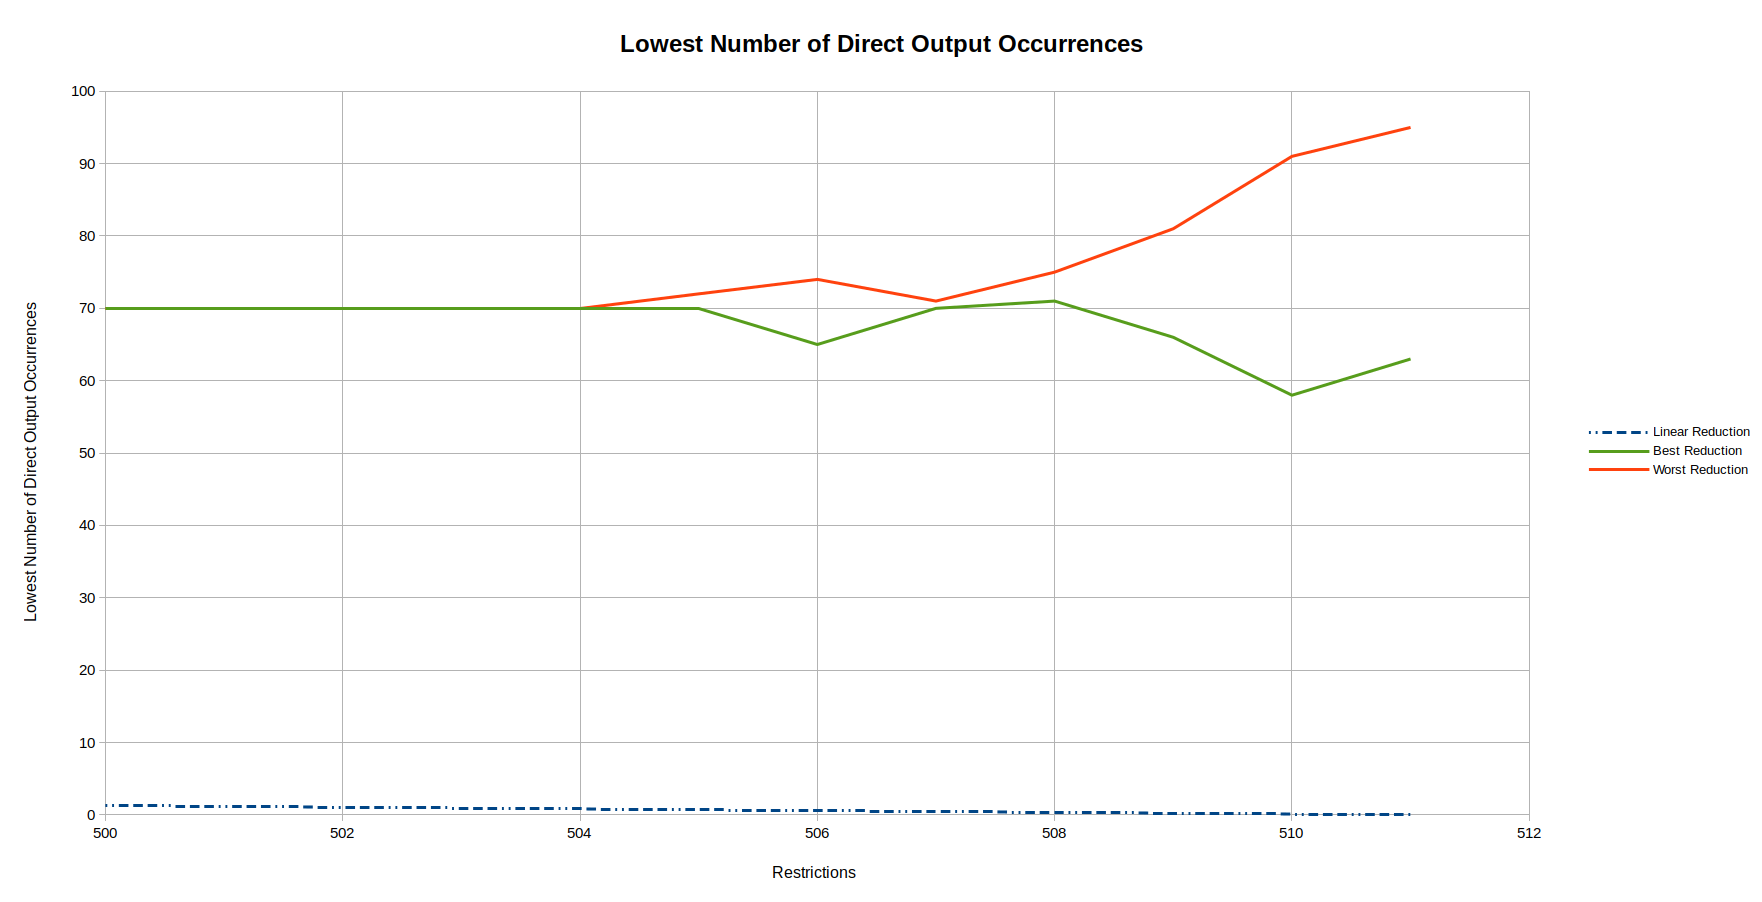 Lowest Number of Direct Output Occurrences
Lowest Number of Direct Output Occurrences
100
90
80
70
60
50
40
30
20
10
0
500 502 504 506 508 510 512
Restrictions
Linear Reduction
Best Reduction
Worst Reduction